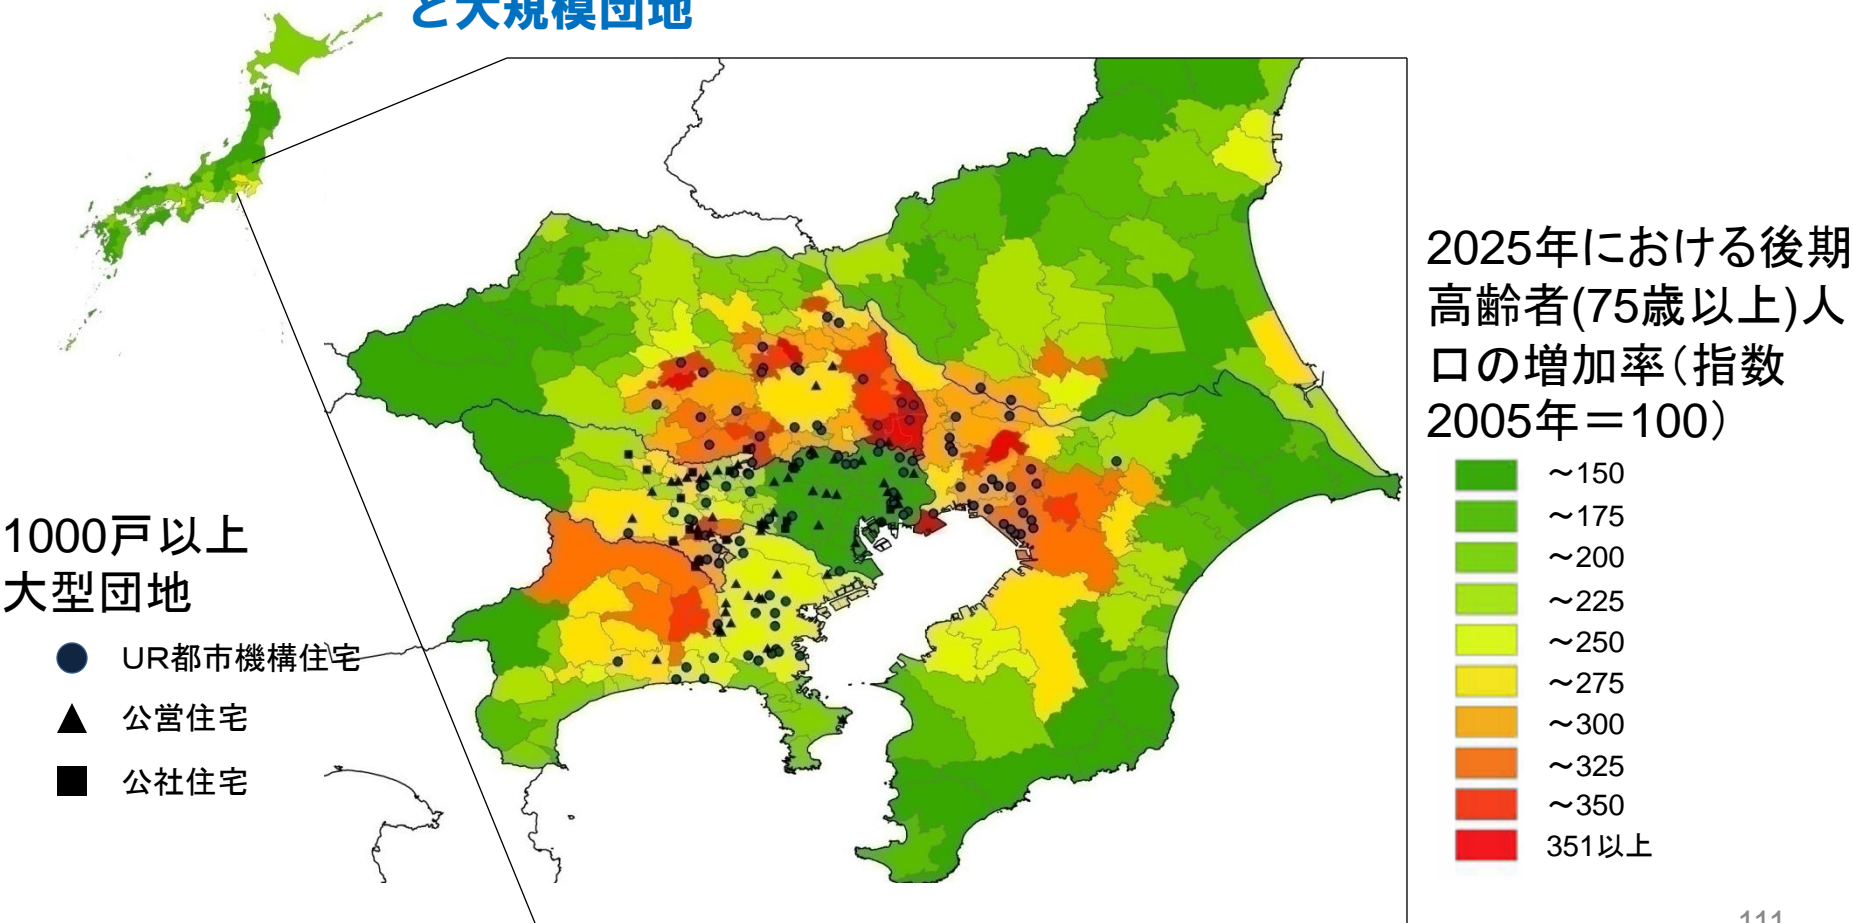 と大規模団地
2025年における後期
高齢者(75歳以上)人
口の増加率（指数
2005年＝100）
～150
～175
～200
～225
～250
～275
～300
～325
～350
351以上
1000戸以上
大型団地
UR都市機構住宅
公営住宅
公社住宅
111